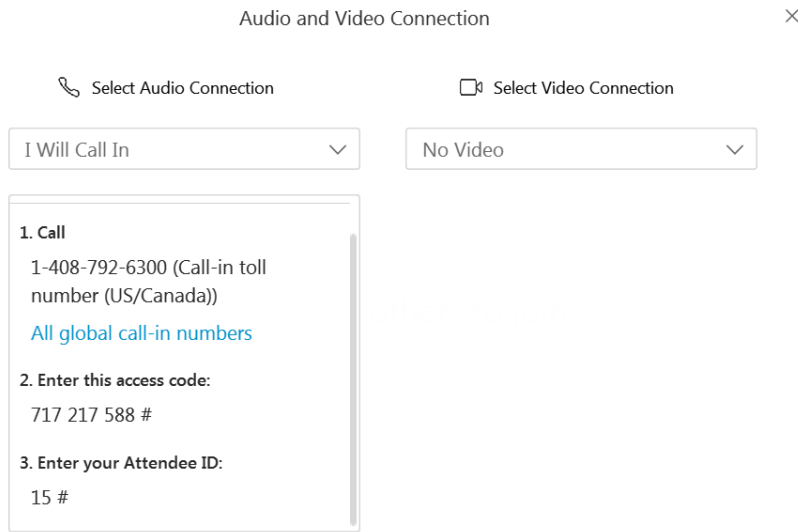 Audio and Video Connection
Select Audio Connection
Select Video Connection
I Will Call In
No Video
1. Call
1-408-792-6300 (Call-in toll
number (US/Canada))
All global call-in numbers
2. Enter this access code:
717 217 588 #
3. Enter your Attendee ID:
15 #